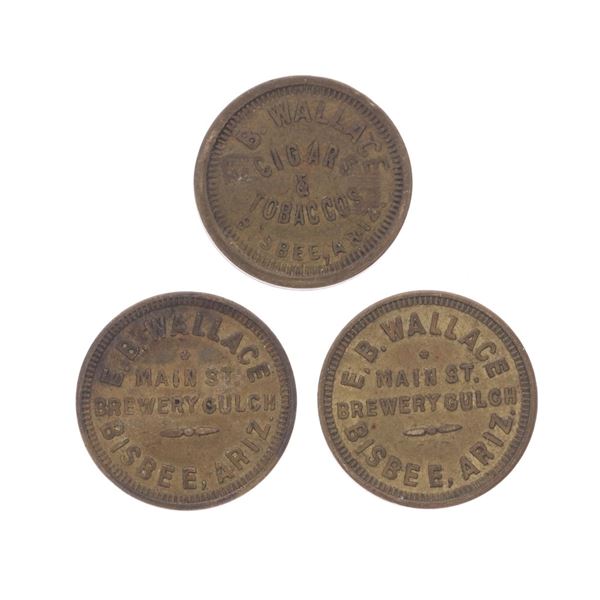 E. B. WALLACE
CIGARS
&
TOBACCOS
BISBEE, ARIZ.
E. B. WALLACE
MAIN ST.
BREWERY GULCH
BISBEE, ARIZ.
E. B. WALLACE
MAIN ST.
BREWERY GULCH
BISBEE, ARIZ.